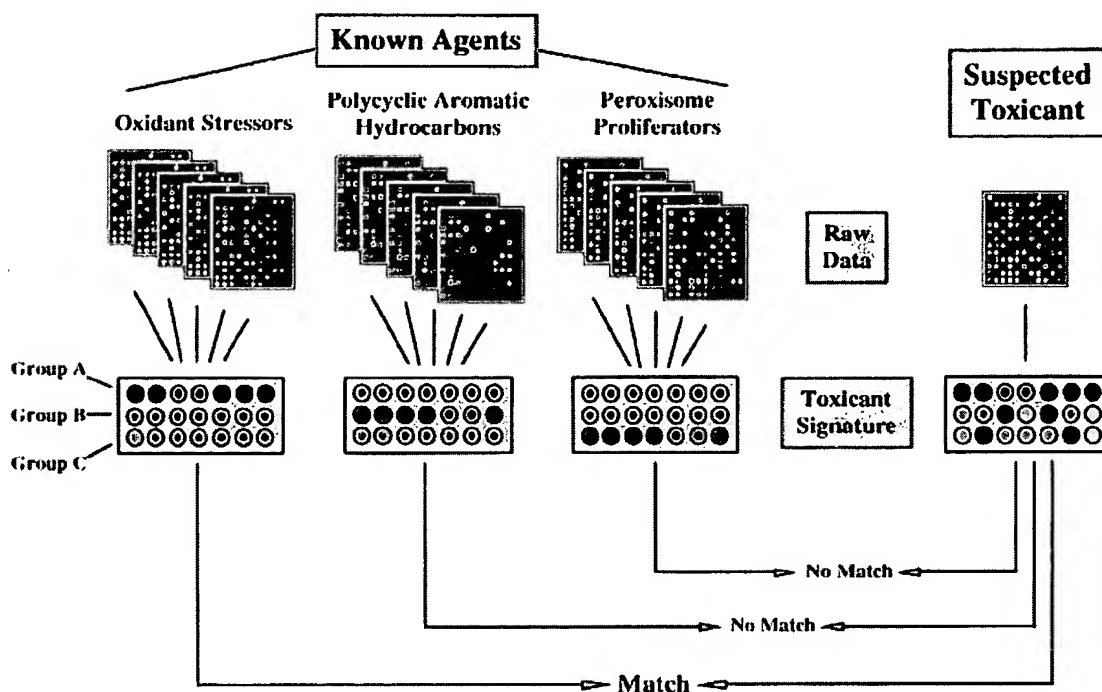 Known Agents
Suspected
Toxicant
Oxidant Stressors
Polycyclic Aromatic
Hydrocarbons
Peroxisome
Proliferators
Raw
Data
Group A
Group B
Group C
Toxicant
Signature
No Match
No Match
Match